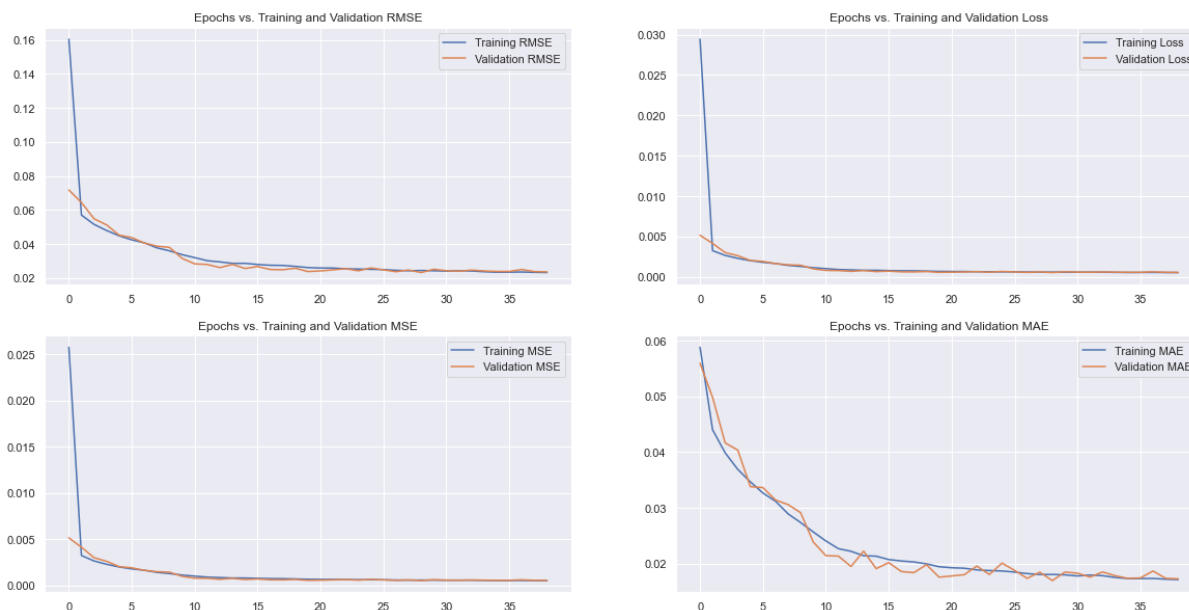 Epochs vs. Training and Validation RMSE
Training RMSE
Validation RMSE
0.16
0.14
0.12
0.10
0.08
0.06
0.04
0.02
0 5 10 15 20 25 30 35
Epochs vs. Training and Validation Loss
Training Loss
Validation Loss
0.030
0.025
0.020
0.015
0.010
0.005
0.000
0 5 10 15 20 25 30 35
Epochs vs. Training and Validation MSE
Training MSE
Validation MSE
0.025
0.020
0.015
0.010
0.005
0.000
0 5 10 15 20 25 30 35
Epochs vs. Training and Validation MAE
Training MAE
Validation MAE
0.06
0.05
0.04
0.03
0.02
0 5 10 15 20 25 30 35